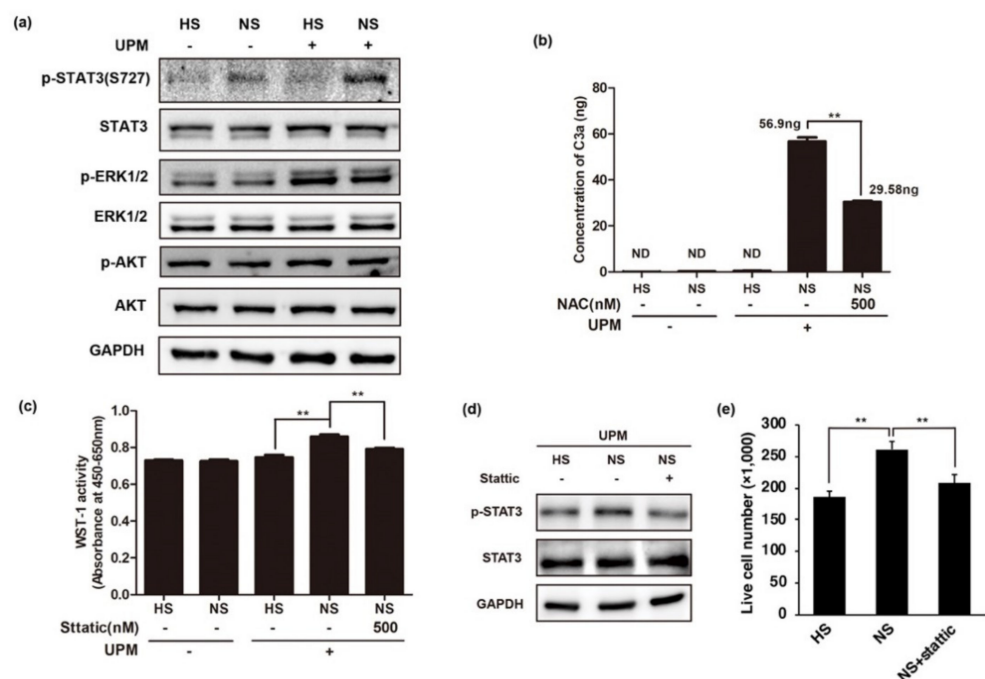 (a)
HS NS HS NS
UPM - - + +
p-STAT3(S727)
STAT3
p-ERK1/2
ERK1/2
p-AKT
AKT
GAPDH
(b)
Concentration of C3a (ng)
80
60
40
20
0
56.9ng
**
29.58ng
ND ND ND
HS NS HS NS NS
NAC(nM) - - - - 500
UPM - +
(c)
WST-1 activity
(Absorbance at 450-650nm)
1.0
0.8
0.6
0.4
0.2
0.0
** **
HS NS HS NS NS
Sttatic(nM) - - - - 500
UPM - +
(d)
UPM
HS NS NS
Stattic - - +
p-STAT3
STAT3
GAPDH
(e)
Live cell number (×1,000)
300
250
200
150
100
50
0
** **
HS NS NS+stattic